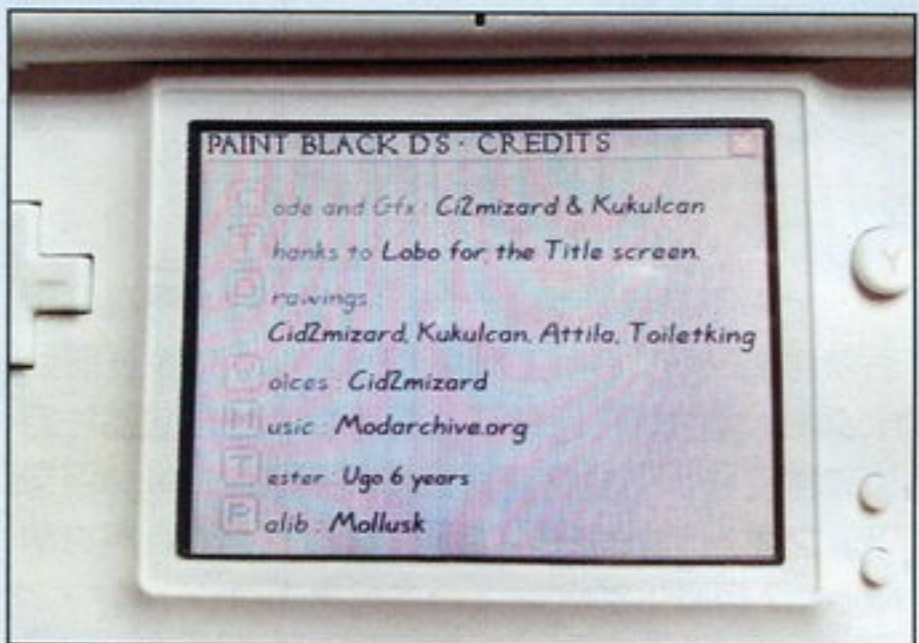 PAINT BLACK DS · CREDITS
Code and Gfx : Ci2mizard & Kukulcan
Thanks to Lobo for the Title screen.
Drawings :
Cid2mizard, Kukulcan, Attila, Toiletking
Voices : Cid2mizard
Music : Modarchive.org
Tester : Ugo 6 years
Palib : Mollusk
Y